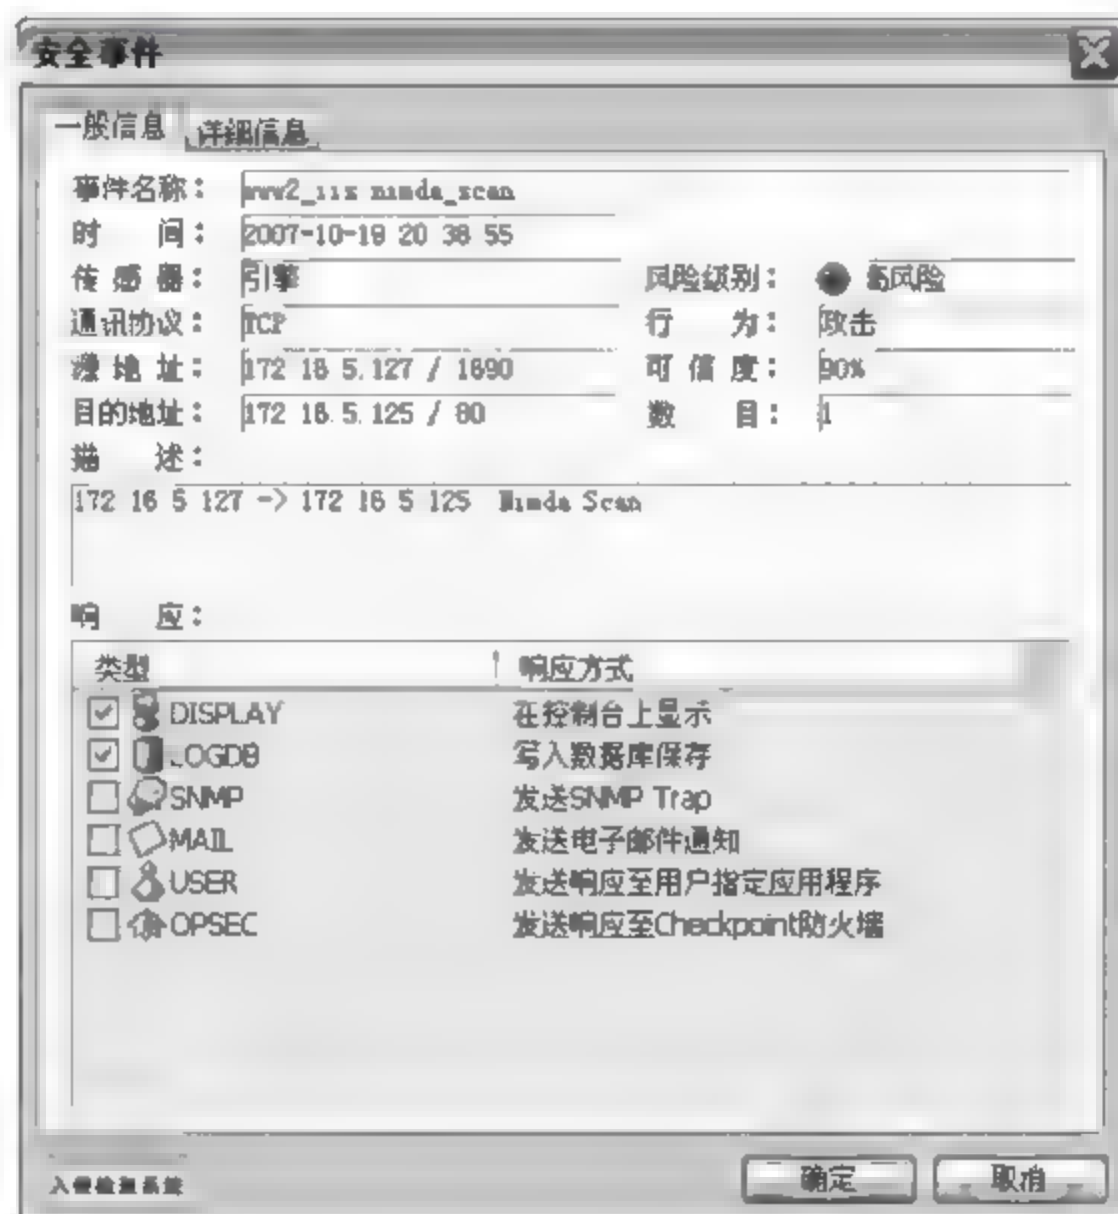 安全事件
一般信息 详细信息
事件名称： www2_iis nimda_scan
时 间： 2007-10-19 20 38 55
传 感 器： 引擎 风险级别： 高风险
通讯协议： TCP 行 为： 攻击
源 地 址： 172 16 5.127 / 1690 可 信 度： 90%
目的地址： 172 16.5.125 / 80 数 目： 1
描 述：
172 16 5 127 -> 172 16 5 125 Nimda Scan
响 应：
类型 响应方式
DISPLAY 在控制台上显示
LOGDB 写入数据库保存
SNMP 发送SNMP Trap
MAIL 发送电子邮件通知
USER 发送响应至用户指定应用程序
OPSEC 发送响应至Checkpoint防火墙
入侵检测系统 确定 取消